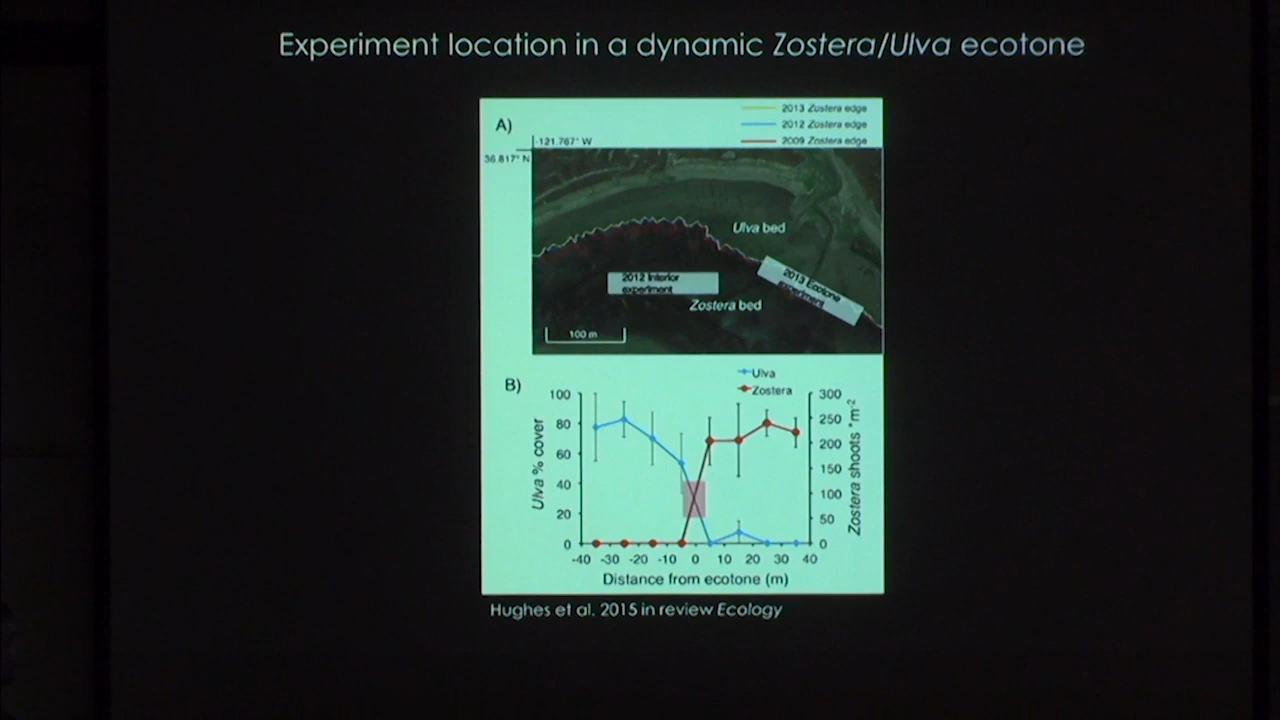 Experiment location in a dynamic Zostera/Ulva ecotone
A)
2013 Zostera edge
2012 Zostera edge
2009 Zostera edge
-121.767° W
36.817° N
Ulva bed
2012 Interior
experiment
2013 Ecotone
experiment
Zostera bed
100 m
B)
Ulva
Zostera
100
80
60
40
20
0
Ulva % cover
300
250
200
150
100
50
0
Zostera shoots *m-2
-40 -30 -20 -10 0 10 20 30 40
Distance from ecotone (m)
Hughes et al. 2015 in review Ecology